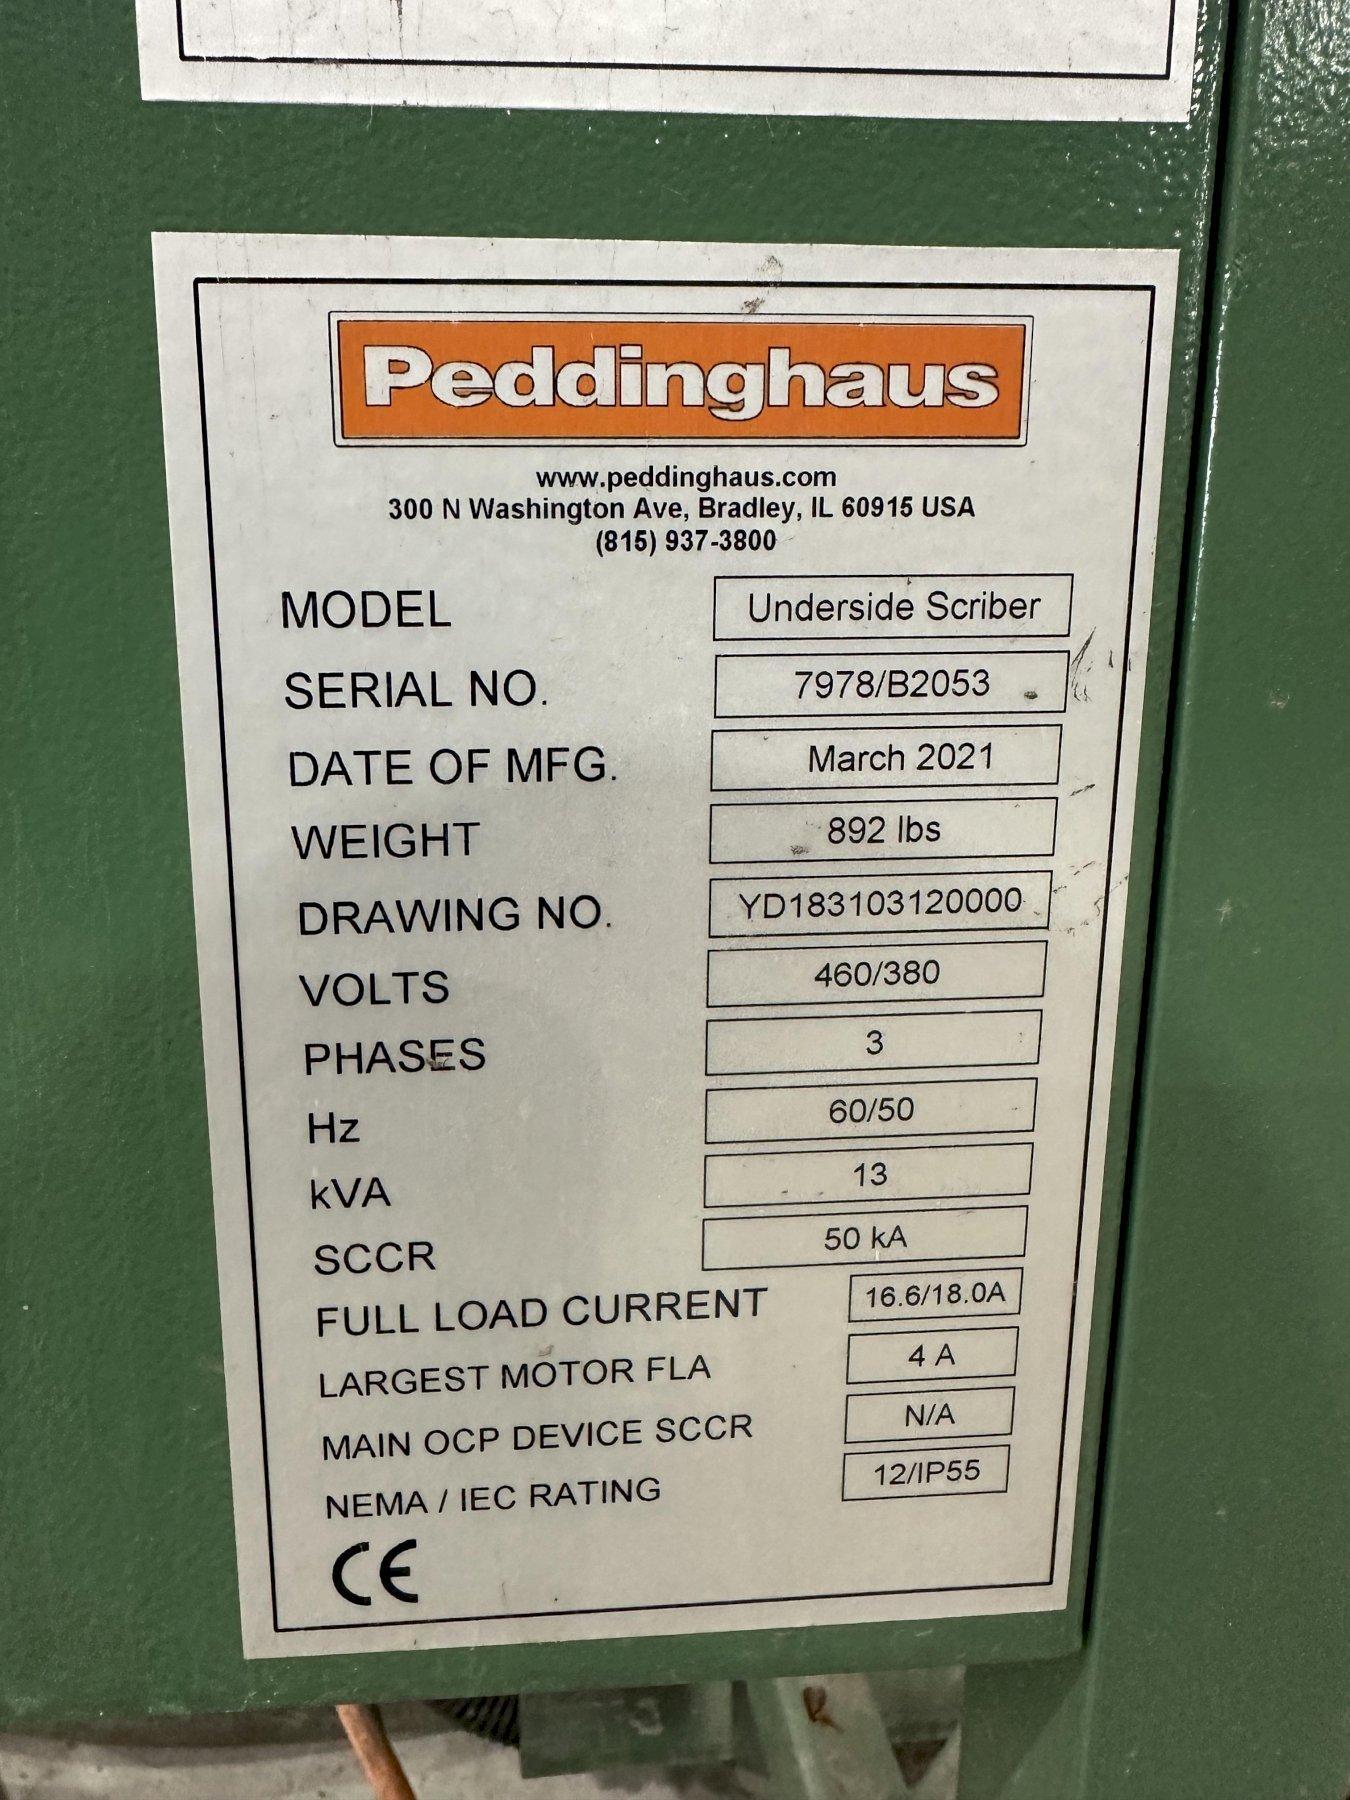 Peddinghaus
www.peddinghaus.com
300 N Washington Ave, Bradley, IL 60915 USA
(815) 937-3800
MODEL Underside Scriber
SERIAL NO. 7978/B2053
DATE OF MFG. March 2021
WEIGHT 892 lbs
DRAWING NO. YD183103120000
VOLTS 460/380
PHASES 3
Hz 60/50
kVA 13
SCCR 50 kA
FULL LOAD CURRENT 16.6/18.0A
LARGEST MOTOR FLA 4 A
MAIN OCP DEVICE SCCR N/A
NEMA / IEC RATING 12/IP55
CE